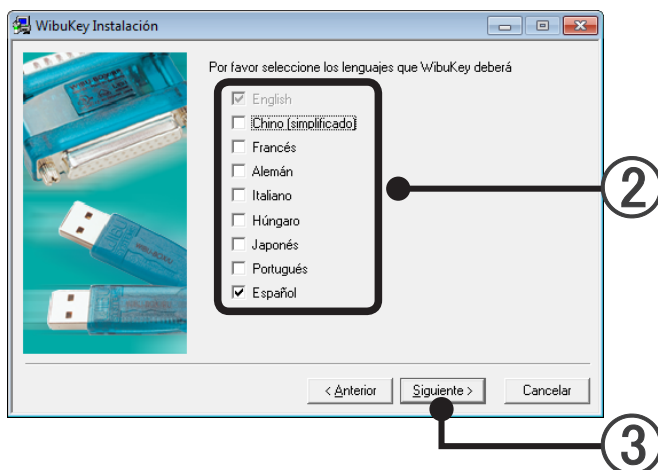 WibuKey Instalación
Por favor seleccione los lenguajes que WibuKey deberá
English
Chino (simplificado)
Francés
Alemán
Italiano
Húngaro
Japonés
Portugués
Español
2
< Anterior
Siguiente >
Cancelar
3